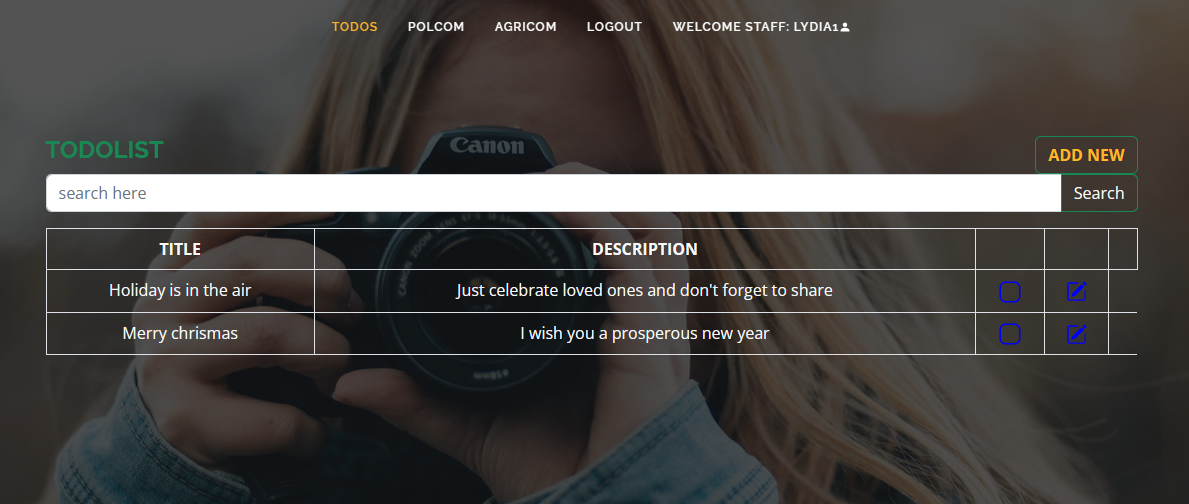 TODOS POLCOM AGRICOM LOGOUT WELCOME STAFF: LYDIA1
Canon
TODOLIST
ADD NEW
search here
Search
TITLE DESCRIPTION
Holiday is in the air Just celebrate loved ones and don't forget to share
Merry chrismas I wish you a prosperous new year